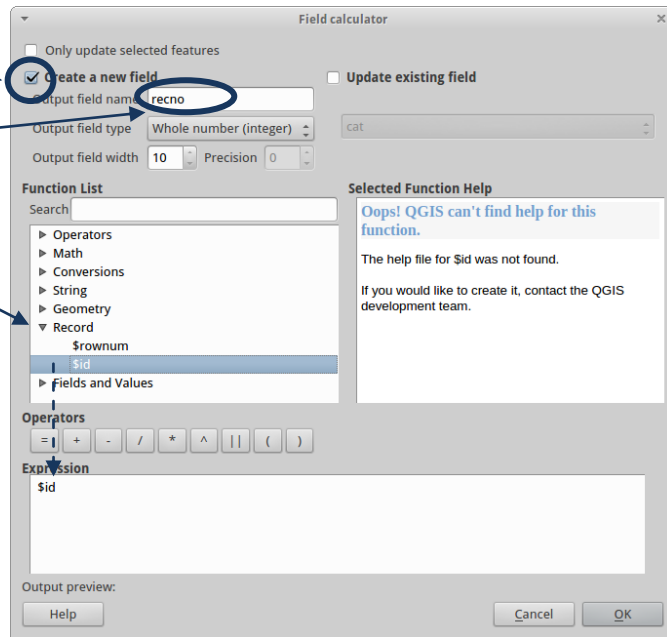 Field calculator
Only update selected features
Create a new field
Update existing field
Output field name recno
Output field type Whole number (integer)
cat
Output field width 10 Precision 0
Function List
Selected Function Help
Search
Operators
Math
Conversions
String
Geometry
Record
$rownum
$id
Fields and Values
Oops! QGIS can't find help for this
function.
The help file for $id was not found.
If you would like to create it, contact the QGIS
development team.
Operators
= + - / * ^ || ( )
Expression
$id
Output preview:
Help
Cancel
OK